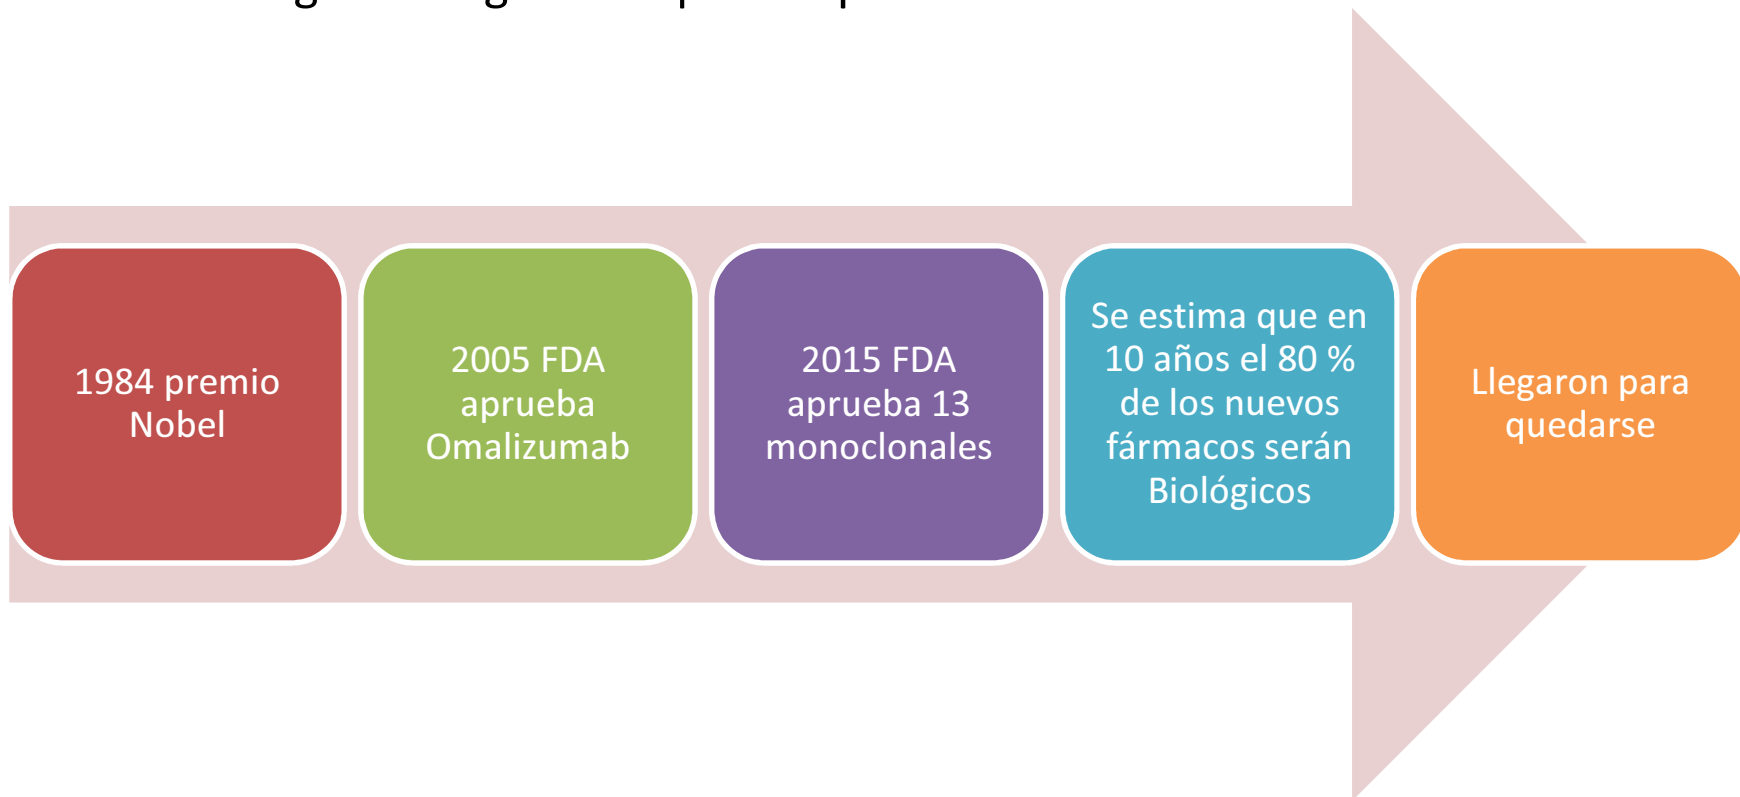 1984 premio
Nobel
2005 FDA
aprueba
Omalizumab
2015 FDA
aprueba 13
monoclonales
Se estima que en
10 años el 80 %
de los nuevos
fármacos serán
Biológicos
Llegaron para
quedarse